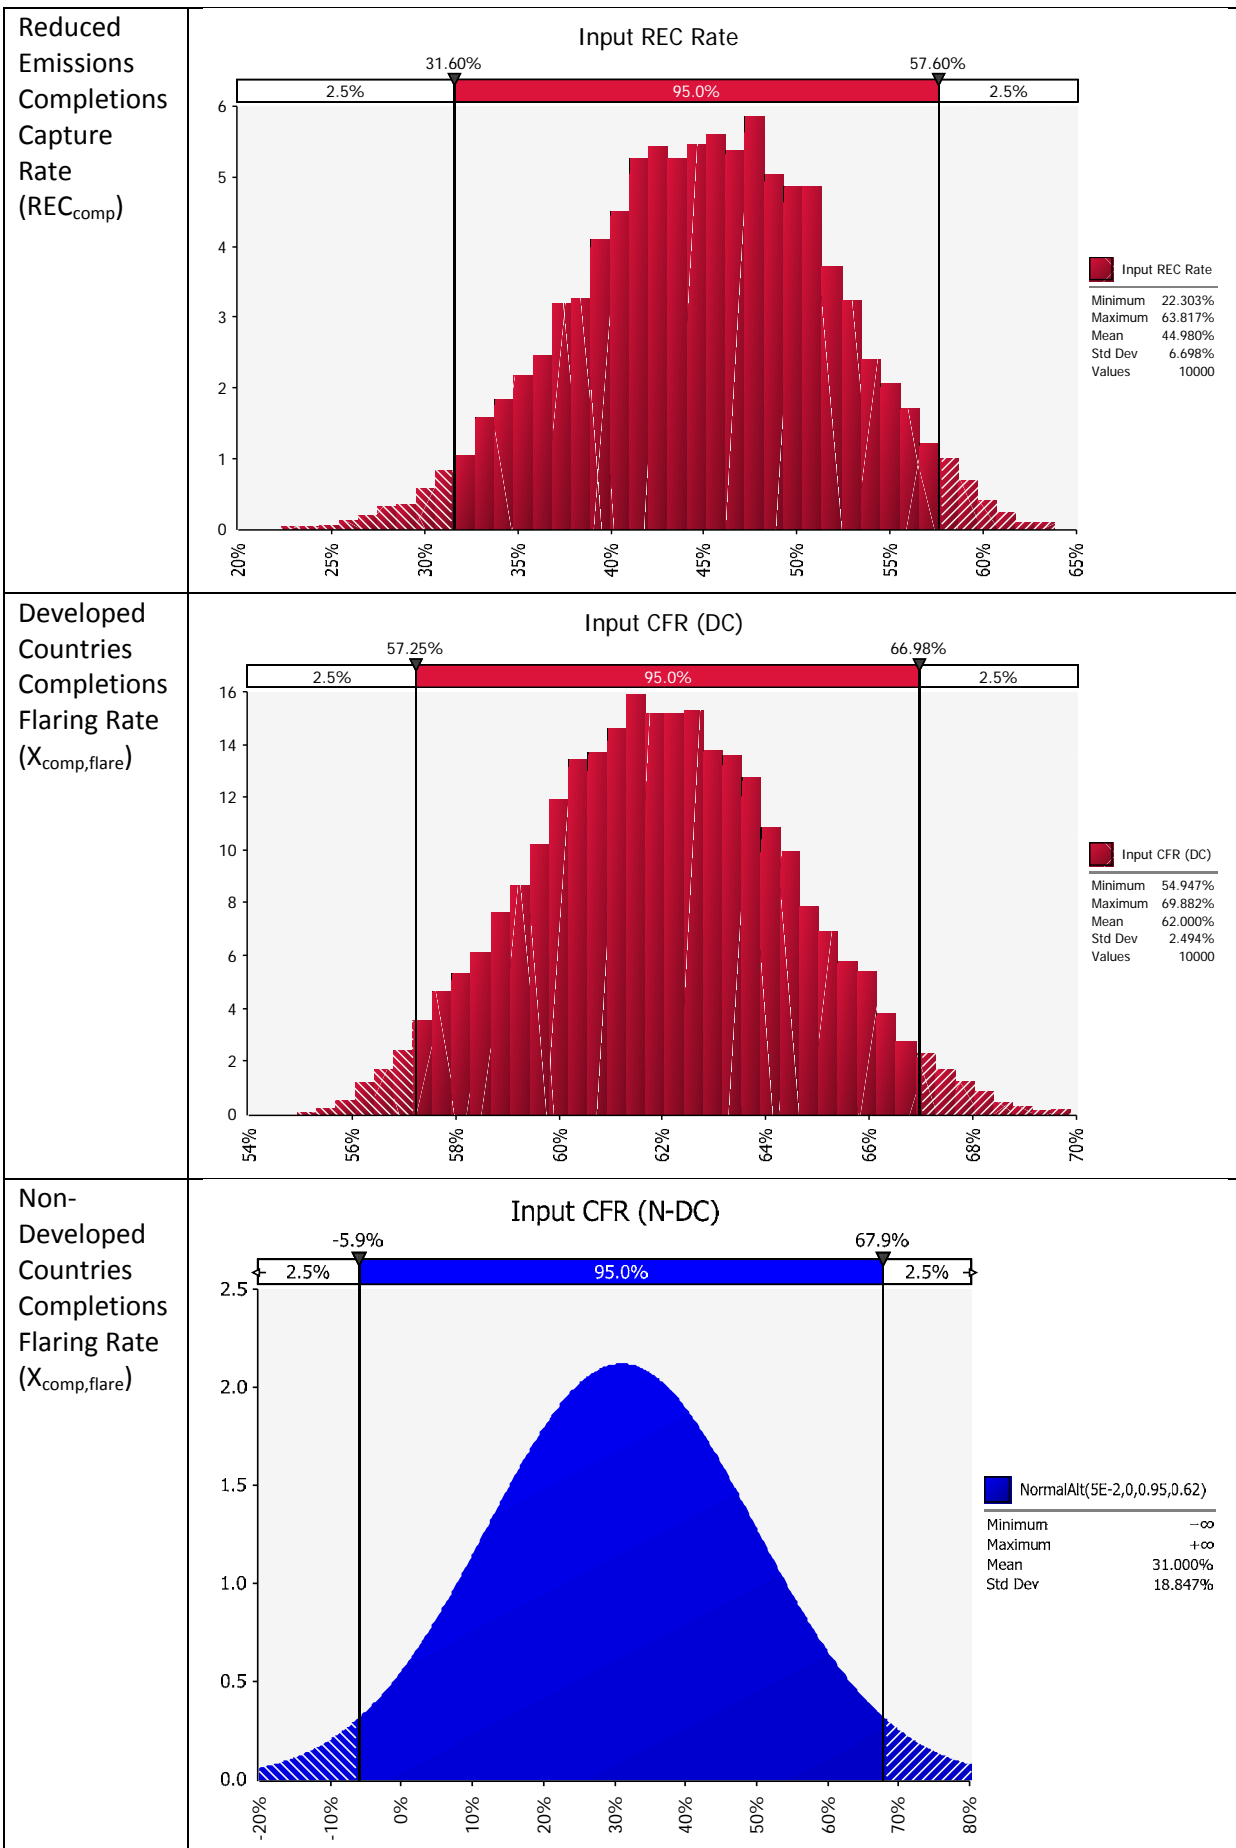 Reduced
Emissions
Completions
Capture
Rate
(REC_comp)
Input REC Rate
31.60% 57.60%
2.5% 95.0% 2.5%
6
5
4
3
2
1
0
20% 25% 30% 35% 40% 45% 50% 55% 60% 65%
Input REC Rate
Minimum 22.303%
Maximum 63.817%
Mean 44.980%
Std Dev 6.698%
Values 10000
Developed
Countries
Completions
Flaring Rate
(X_comp,flare)
Input CFR (DC)
57.25% 66.98%
2.5% 95.0% 2.5%
16
14
12
10
8
6
4
2
0
54% 56% 58% 60% 62% 64% 66% 68% 70%
Input CFR (DC)
Minimum 54.947%
Maximum 69.882%
Mean 62.000%
Std Dev 2.494%
Values 10000
Non-
Developed
Countries
Completions
Flaring Rate
(X_comp,flare)
Input CFR (N-DC)
-5.9% 67.9%
2.5% 95.0% 2.5%
2.5
2.0
1.5
1.0
0.5
0.0
-20% -10% 0% 10% 20% 30% 40% 50% 60% 70% 80%
NormalAlt(5E-2,0,0.95,0.62)
Minimum −∞
Maximum +∞
Mean 31.000%
Std Dev 18.847%